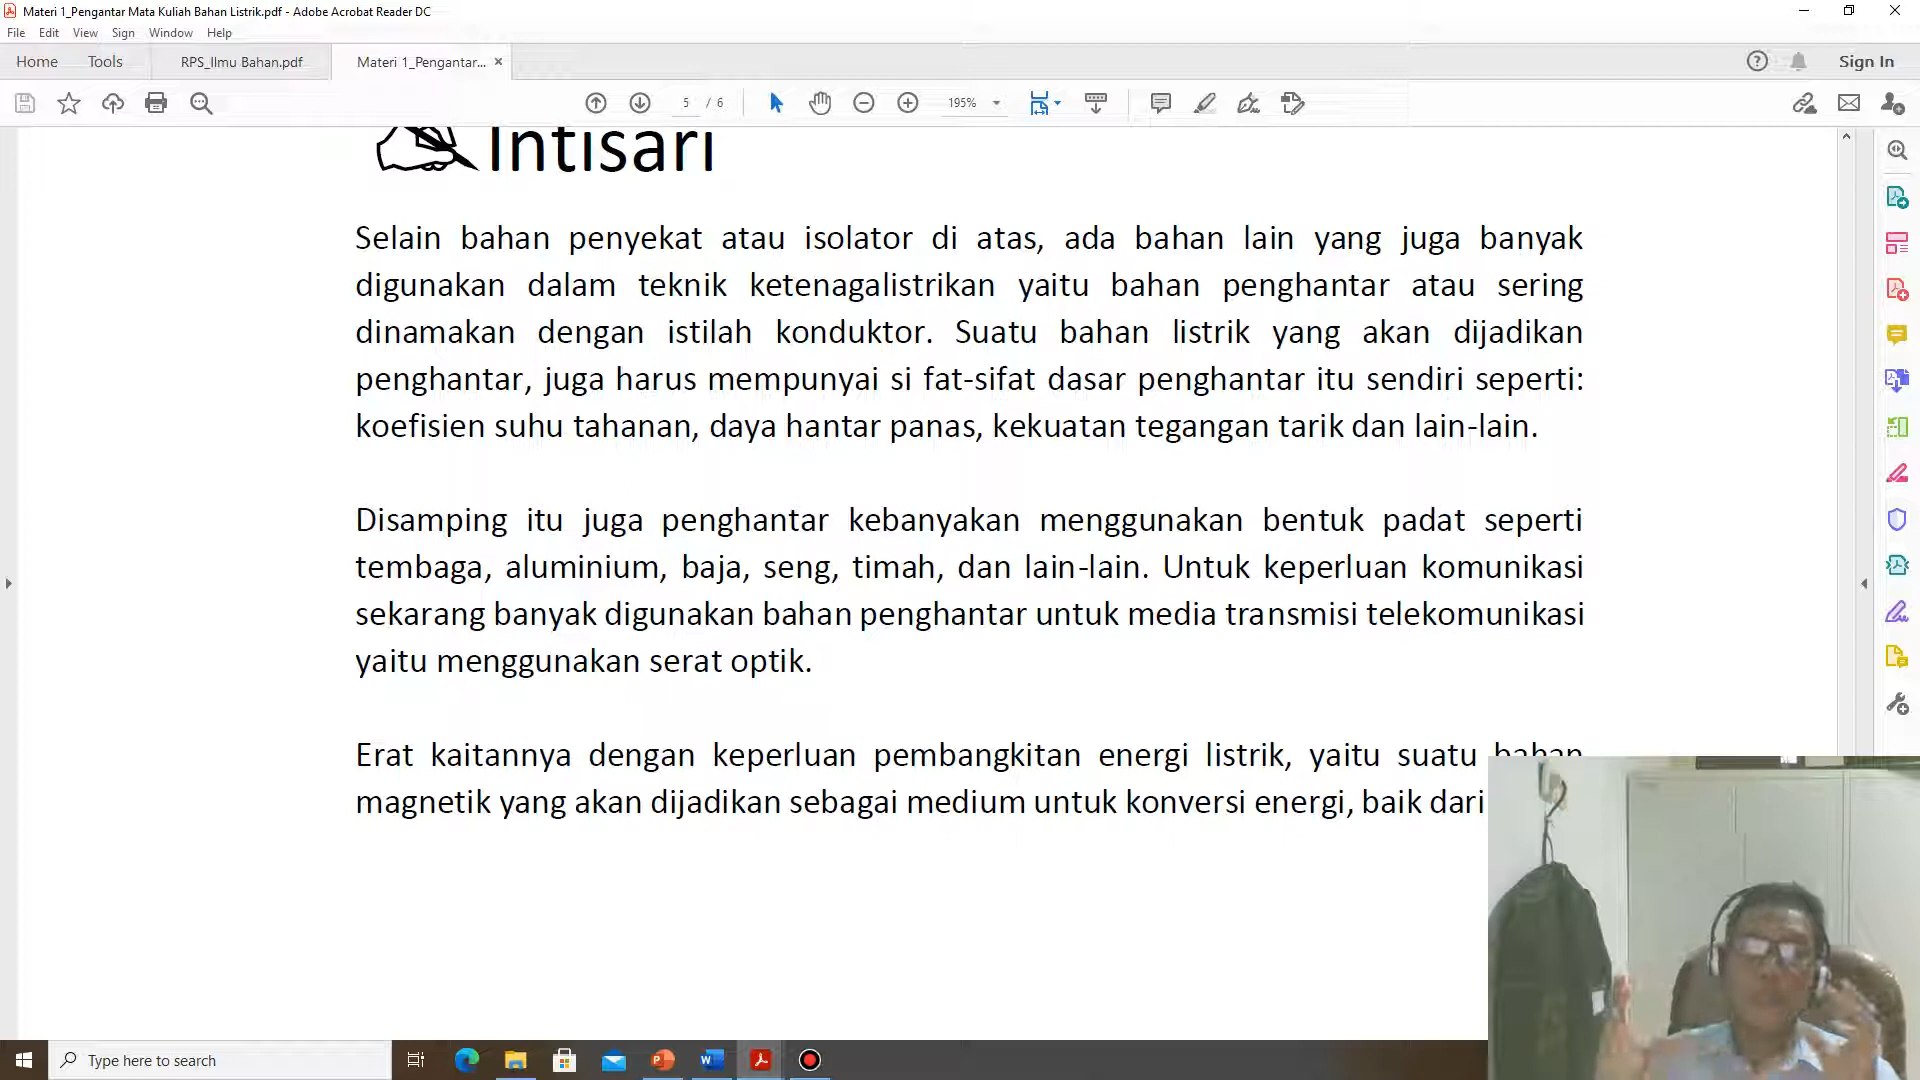 Materi 1_Pengantar Mata Kuliah Bahan Listrik.pdf - Adobe Acrobat Reader DC
File Edit View Sign Window Help
Home Tools RPS_Ilmu Bahan.pdf Materi 1_Pengantar... × Sign In
5 / 6 195%
Intisari
Selain bahan penyekat atau isolator di atas, ada bahan lain yang juga banyak
digunakan dalam teknik ketenagalistrikan yaitu bahan penghantar atau sering
dinamakan dengan istilah konduktor. Suatu bahan listrik yang akan dijadikan
penghantar, juga harus mempunyai si fat-sifat dasar penghantar itu sendiri seperti:
koefisien suhu tahanan, daya hantar panas, kekuatan tegangan tarik dan lain-lain.
Disamping itu juga penghantar kebanyakan menggunakan bentuk padat seperti
tembaga, aluminium, baja, seng, timah, dan lain-lain. Untuk keperluan komunikasi
sekarang banyak digunakan bahan penghantar untuk media transmisi telekomunikasi
yaitu menggunakan serat optik.
Erat kaitannya dengan keperluan pembangkitan energi listrik, yaitu suatu bahan
magnetik yang akan dijadikan sebagai medium untuk konversi energi, baik dari
Type here to search